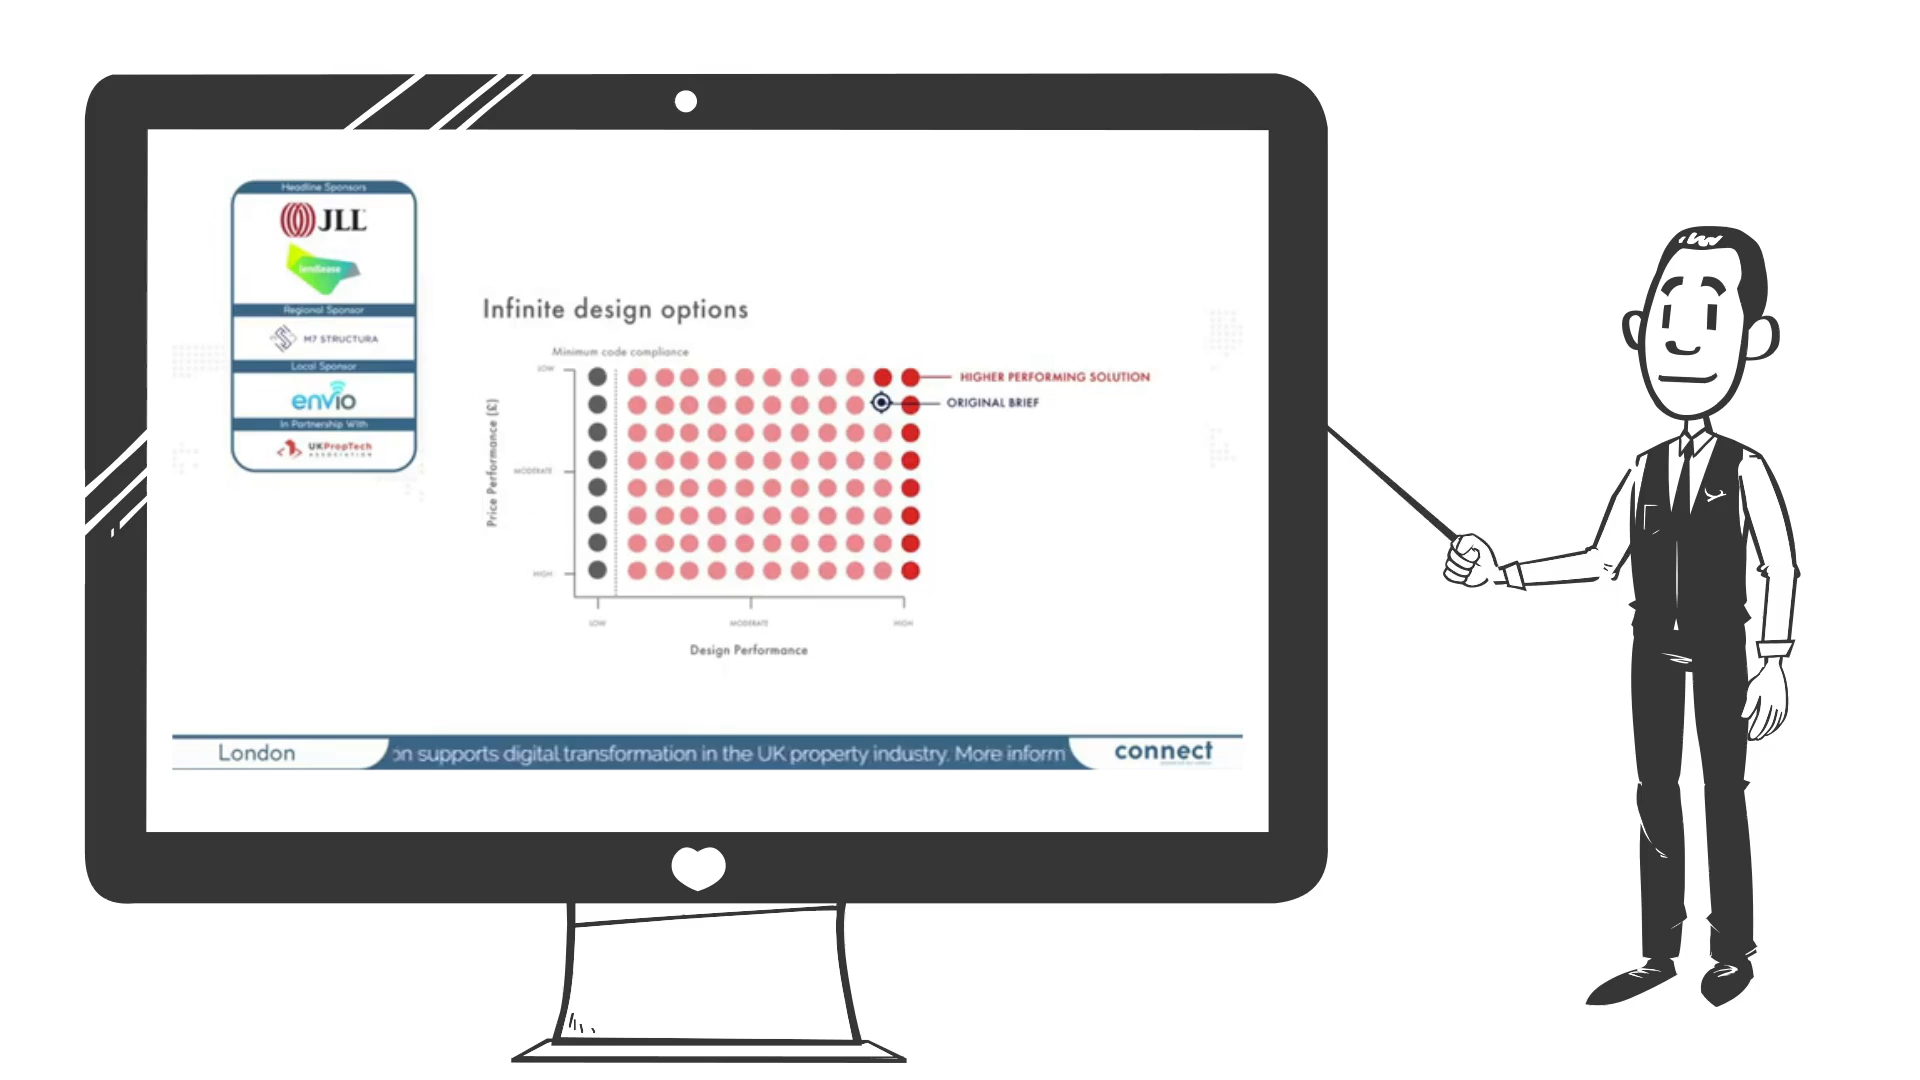 Headline Sponsors
JLL
lendlease
Regional Sponsor
M7 STRUCTURA
Local Sponsor
envio
In Partnership With
UKPropTech
ASSOCIATION
Infinite design options
Minimum code compliance
LOW
MODERATE
HIGH
Price Performance (£)
HIGHER PERFORMING SOLUTION
ORIGINAL BRIEF
LOW
MODERATE
HIGH
Design Performance
London
on supports digital transformation in the UK property industry. More inform
connect